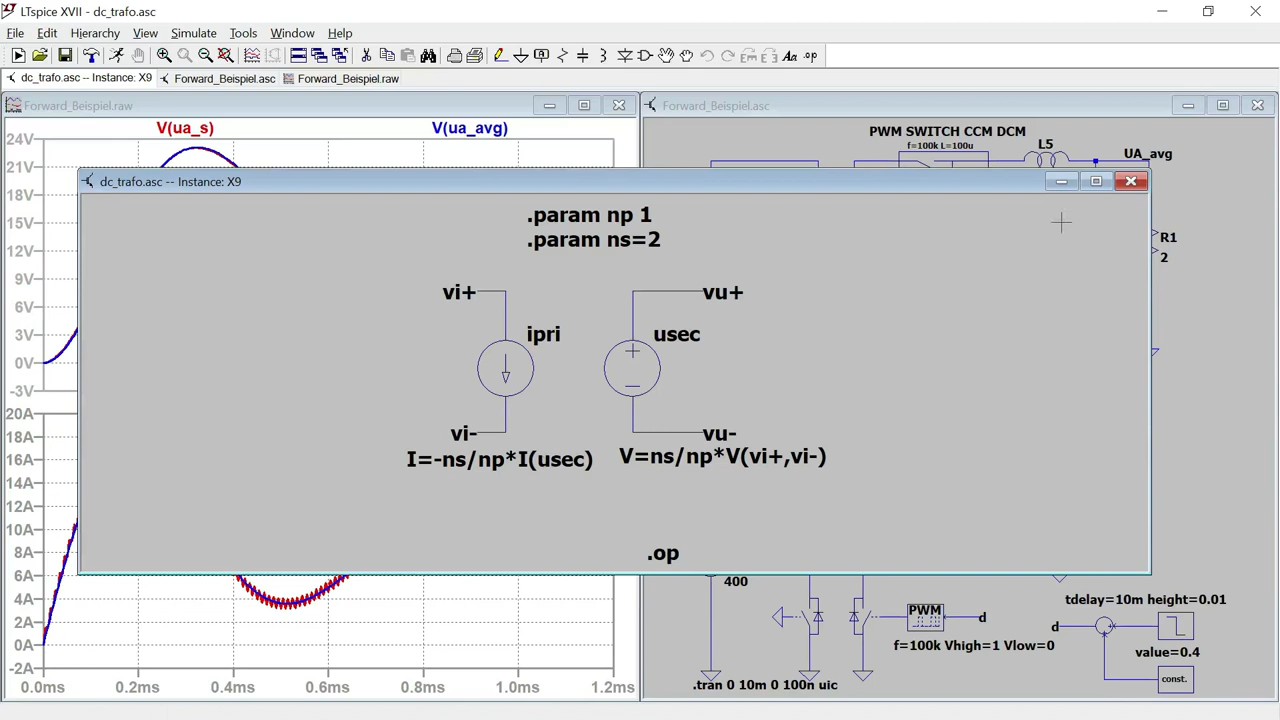 LTspice XVII - dc_trafo.asc
File Edit Hierarchy View Simulate Tools Window Help
dc_trafo.asc -- Instance: X9 Forward_Beispiel.asc Forward_Beispiel.raw
Forward_Beispiel.raw
V(ua_s) V(ua_avg)
24V
21V
18V
15V
12V
9V
6V
3V
0V
-3V
20A
18A
16A
14A
12A
10A
8A
6A
4A
2A
0A
-2A
0.0ms 0.2ms 0.4ms 0.6ms 0.8ms 1.0ms 1.2ms
Forward_Beispiel.asc
PWM SWITCH CCM DCM
f=100k L=100u
L5
UA_avg
R1
2
dc_trafo.asc -- Instance: X9
.param np 1
.param ns=2
vi+
ipri
vi-
I=-ns/np*I(usec)
vu+
usec
vu-
V=ns/np*V(vi+,vi-)
.op
400
PWM
d
f=100k Vhigh=1 Vlow=0
tdelay=10m height=0.01
d
value=0.4
const.
.tran 0 10m 0 100n uic